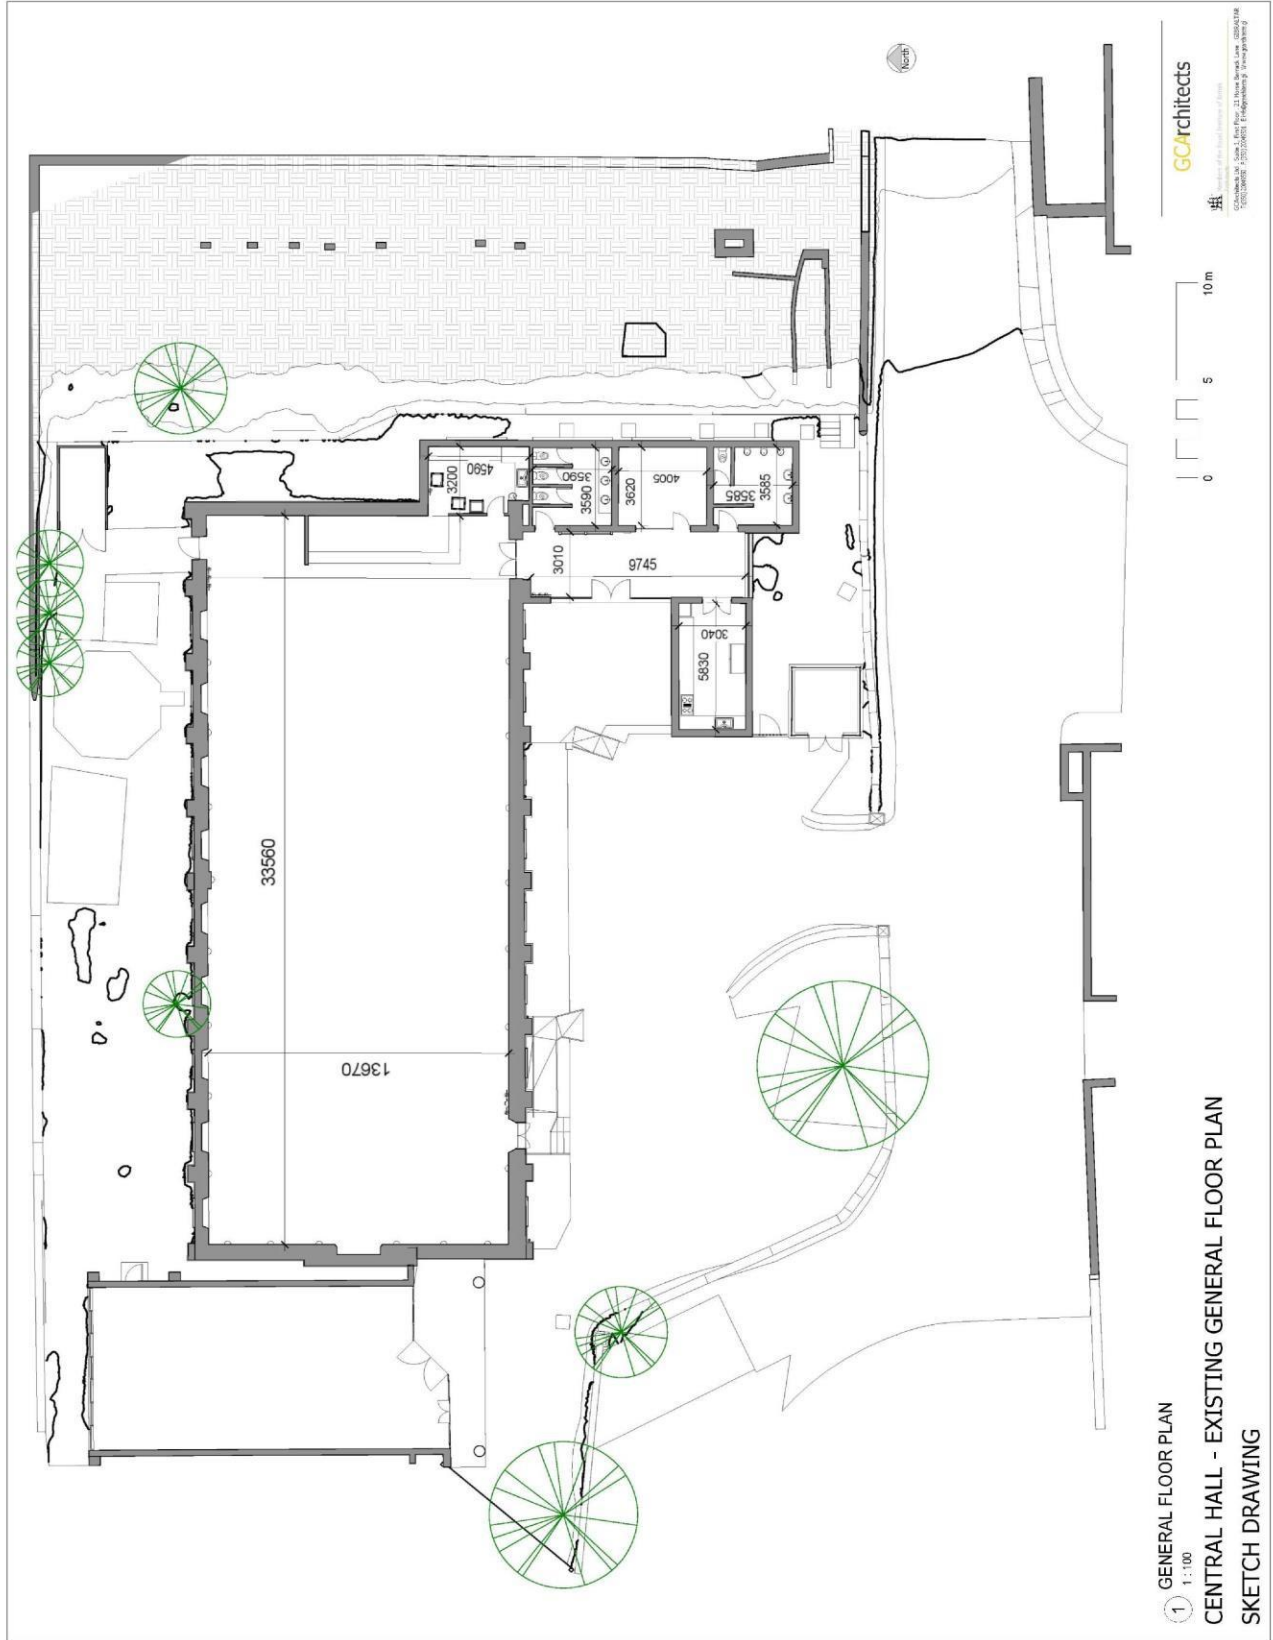 North
GCArchitects
33560
13670
3200
4590
3590
3590
3620
4005
3585
3585
3010
9745
3040
5830
0
5
10 m
1
GENERAL FLOOR PLAN
1 : 100
CENTRAL HALL - EXISTING GENERAL FLOOR PLAN
SKETCH DRAWING